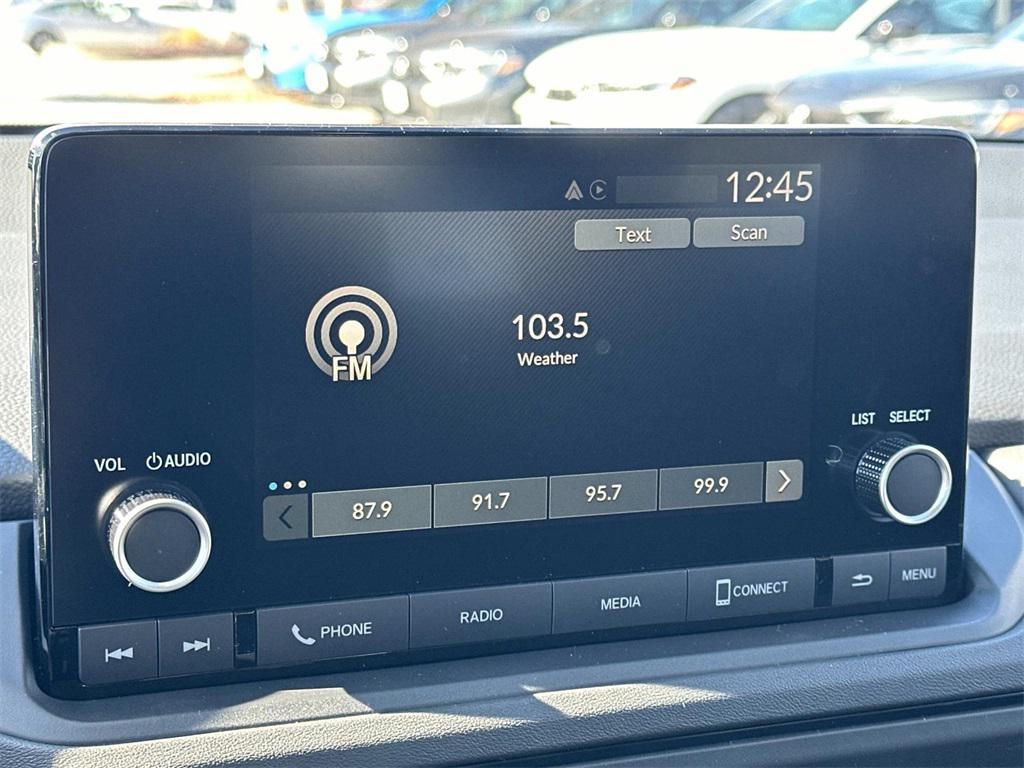 12:45
Text Scan
103.5
Weather
FM
LIST SELECT
VOL AUDIO
87.9 91.7 95.7 99.9
PHONE RADIO MEDIA CONNECT MENU